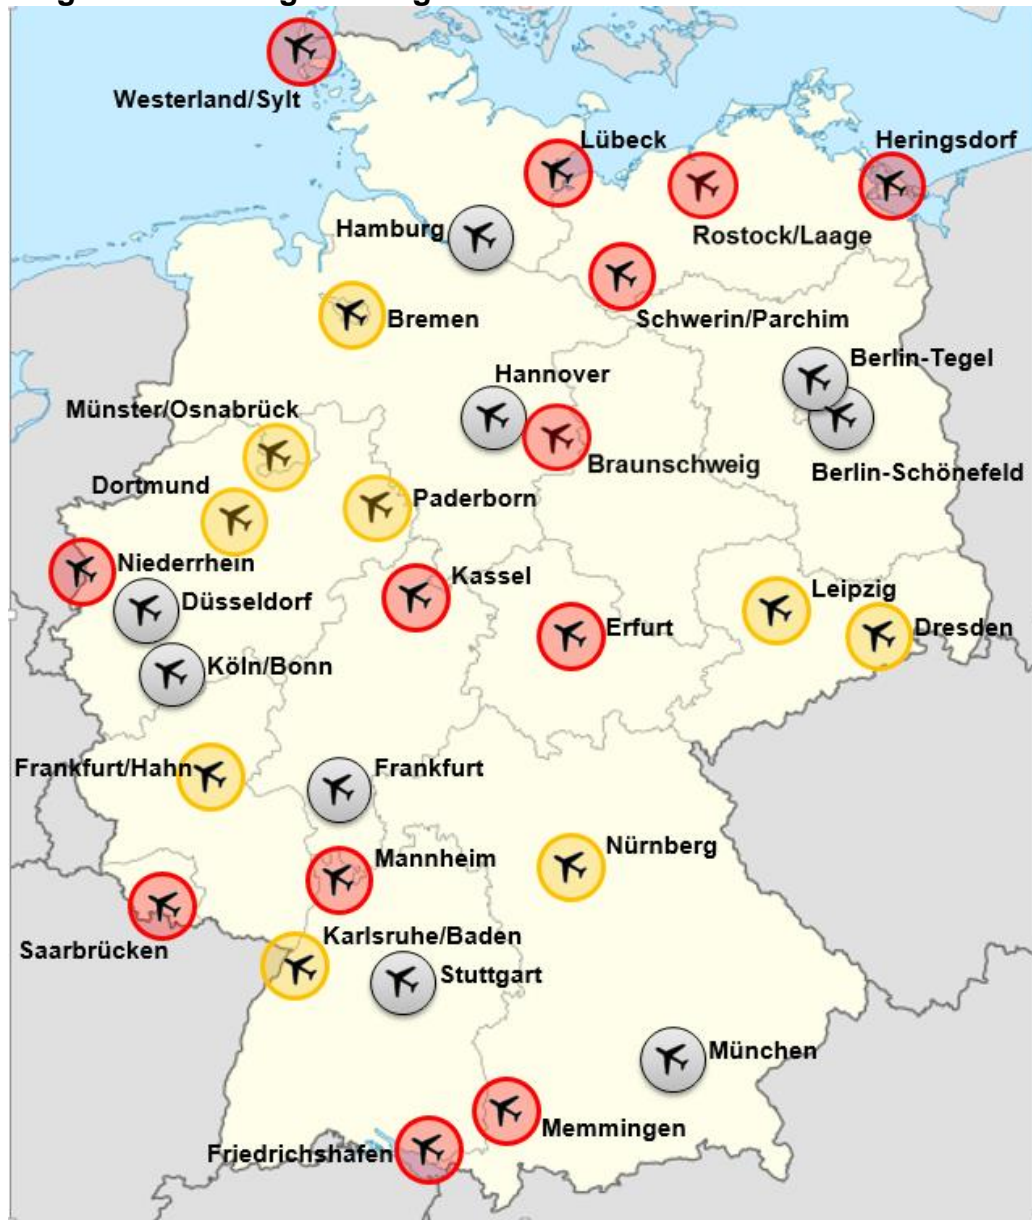 Westerland/Sylt
Lübeck
Heringsdorf
Hamburg
Rostock/Laage
Bremen
Schwerin/Parchim
Berlin-Tegel
Hannover
Münster/Osnabrück
Braunschweig
Berlin-Schönefeld
Dortmund
Paderborn
Niederrhein
Kassel
Leipzig
Düsseldorf
Erfurt
Dresden
Köln/Bonn
Frankfurt/Hahn
Frankfurt
Nürnberg
Mannheim
Karlsruhe/Baden
Saarbrücken
Stuttgart
München
Memmingen
Friedrichshafen